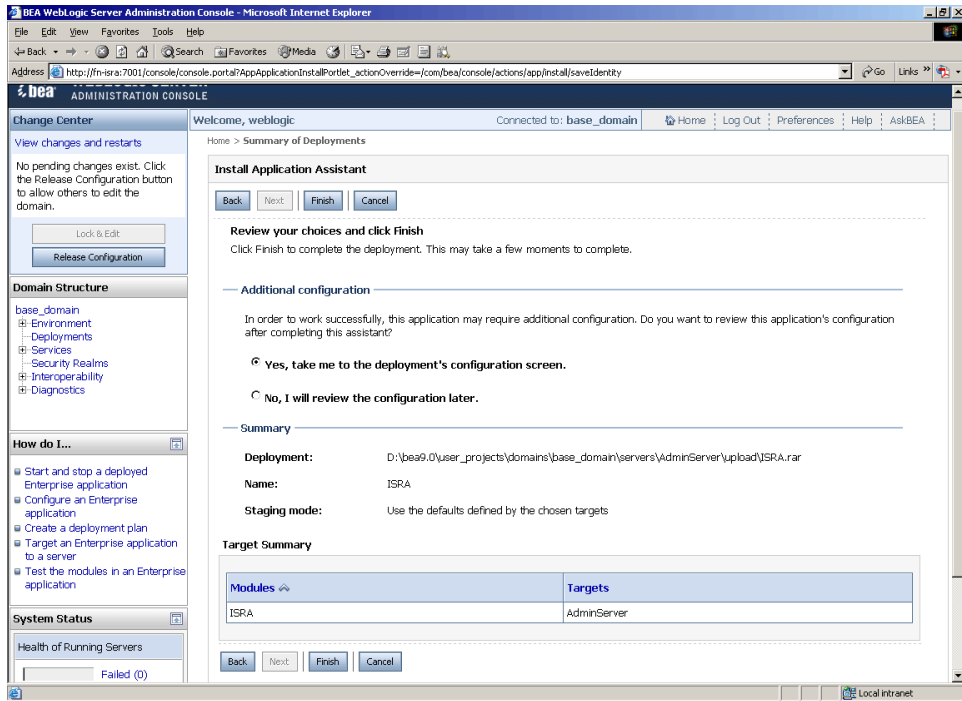 BEA WebLogic Server Administration Console - Microsoft Internet Explorer
File Edit View Favorites Tools Help
Back Search Favorites Media
Address http://fn-isra:7001/console/console.portal?AppApplicationInstallPortlet_actionOverride=/com/bea/console/actions/app/install/saveIdentity Go Links »
bea
ADMINISTRATION CONSOLE
Change Center
View changes and restarts
No pending changes exist. Click
the Release Configuration button
to allow others to edit the
domain.
Lock & Edit
Release Configuration
Domain Structure
base_domain
Environment
Deployments
Services
Security Realms
Interoperability
Diagnostics
How do I...
Start and stop a deployed
Enterprise application
Configure an Enterprise
application
Create a deployment plan
Target an Enterprise application
to a server
Test the modules in an Enterprise
application
System Status
Health of Running Servers
Failed (0)
Welcome, weblogic Connected to: base_domain Home Log Out Preferences Help AskBEA
Home > Summary of Deployments
Install Application Assistant
Back Next Finish Cancel
Review your choices and click Finish
Click Finish to complete the deployment. This may take a few moments to complete.
Additional configuration
In order to work successfully, this application may require additional configuration. Do you want to review this application's configuration
after completing this assistant?
Yes, take me to the deployment's configuration screen.
No, I will review the configuration later.
Summary
Deployment: D:\bea9.0\user_projects\domains\base_domain\servers\AdminServer\upload\ISRA.rar
Name: ISRA
Staging mode: Use the defaults defined by the chosen targets
Target Summary
Modules Targets
ISRA AdminServer
Back Next Finish Cancel
Local intranet